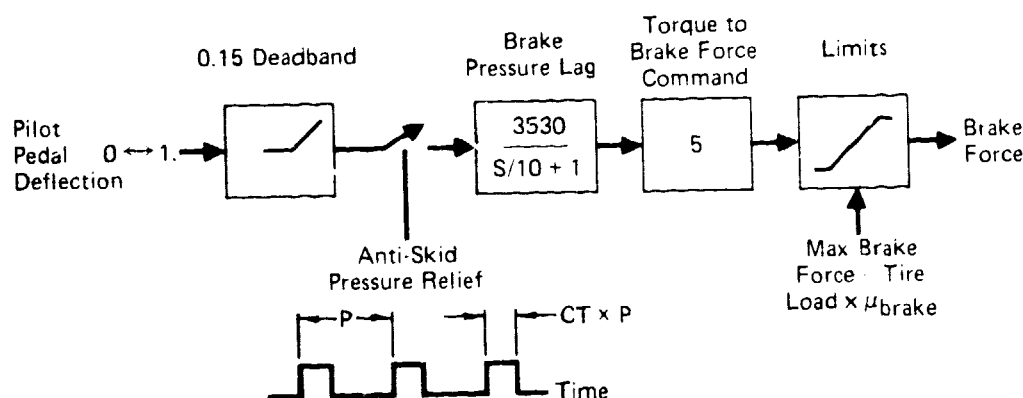 0.15 Deadband
Brake
Pressure Lag
Torque to
Brake Force
Command
Limits
Pilot
Pedal 0 ↔ 1.
Deflection
3530
S/10 + 1
5
Brake
Force
Anti-Skid
Pressure Relief
Max Brake
Force Tire
Load × μbrake
P
CT × P
Time